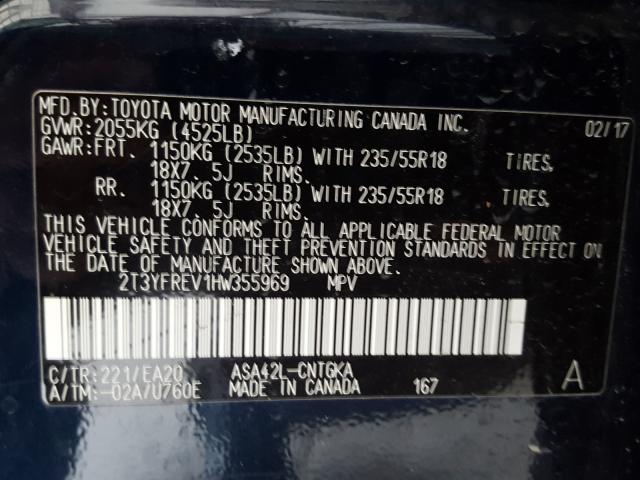 MFD.BY:TOYOTA MOTOR MANUFACTURING CANADA INC. 02/17
GVWR:2055KG (4525LB)
GAWR:FRT. 1150KG (2535LB) WITH 235/55R18 TIRES,
18X7. 5J RIMS.
RR. 1150KG (2535LB) WITH 235/55R18 TIRES,
18X7. 5J RIMS.
THIS VEHICLE CONFORMS TO ALL APPLICABLE FEDERAL MOTOR
VEHICLE SAFETY AND THEFT PREVENTION STANDARDS IN EFFECT ON
THE DATE OF MANUFACTURE SHOWN ABOVE.
2T3YFREV1HW355969 MPV
C/TR:221/EA20 ASA42L-CNTGKA
A/TM:-02A/U760E MADE IN CANADA 167 A